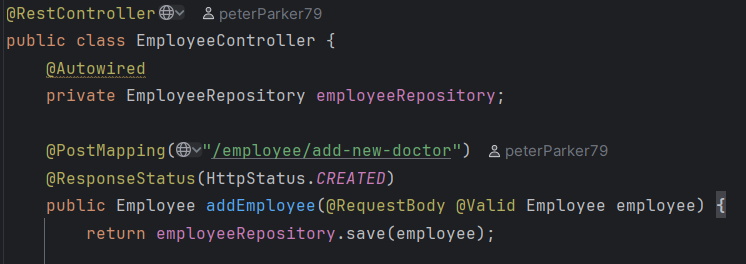 @RestController peterParker79
public class EmployeeController {
@Autowired
private EmployeeRepository employeeRepository;
@PostMapping("/employee/add-new-doctor") peterParker79
@ResponseStatus(HttpStatus.CREATED)
public Employee addEmployee(@RequestBody @Valid Employee employee) {
return employeeRepository.save(employee);